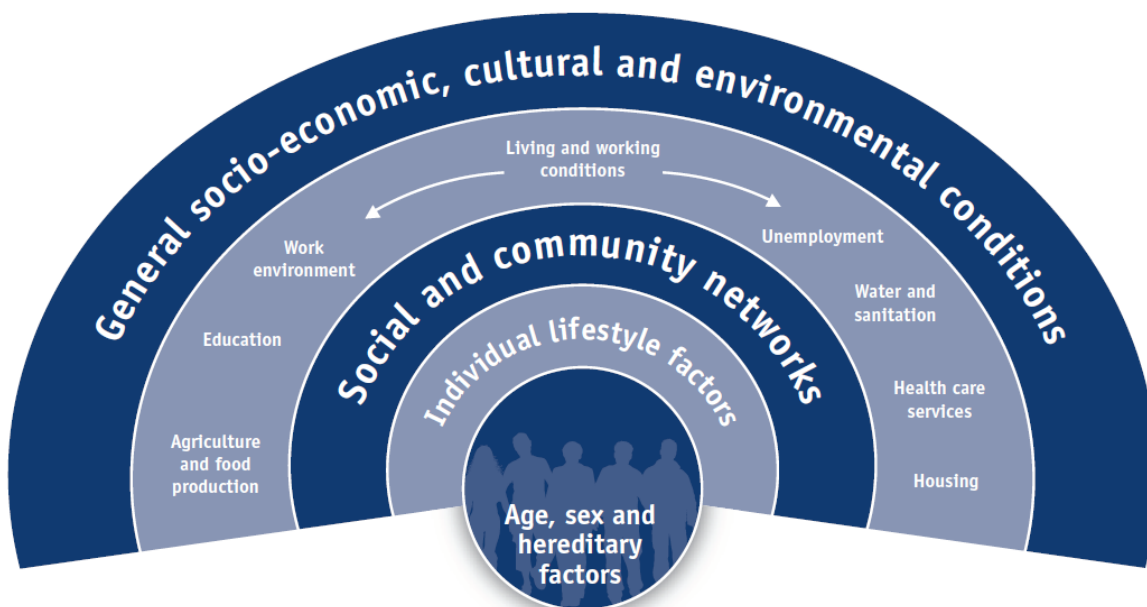 General socio-economic, cultural and environmental conditions
Living and working
conditions
Work
environment
Unemployment
Education
Water and
sanitation
Agriculture
and food
production
Health care
services
Housing
Social and community networks
Individual lifestyle factors
Age, sex and
hereditary
factors